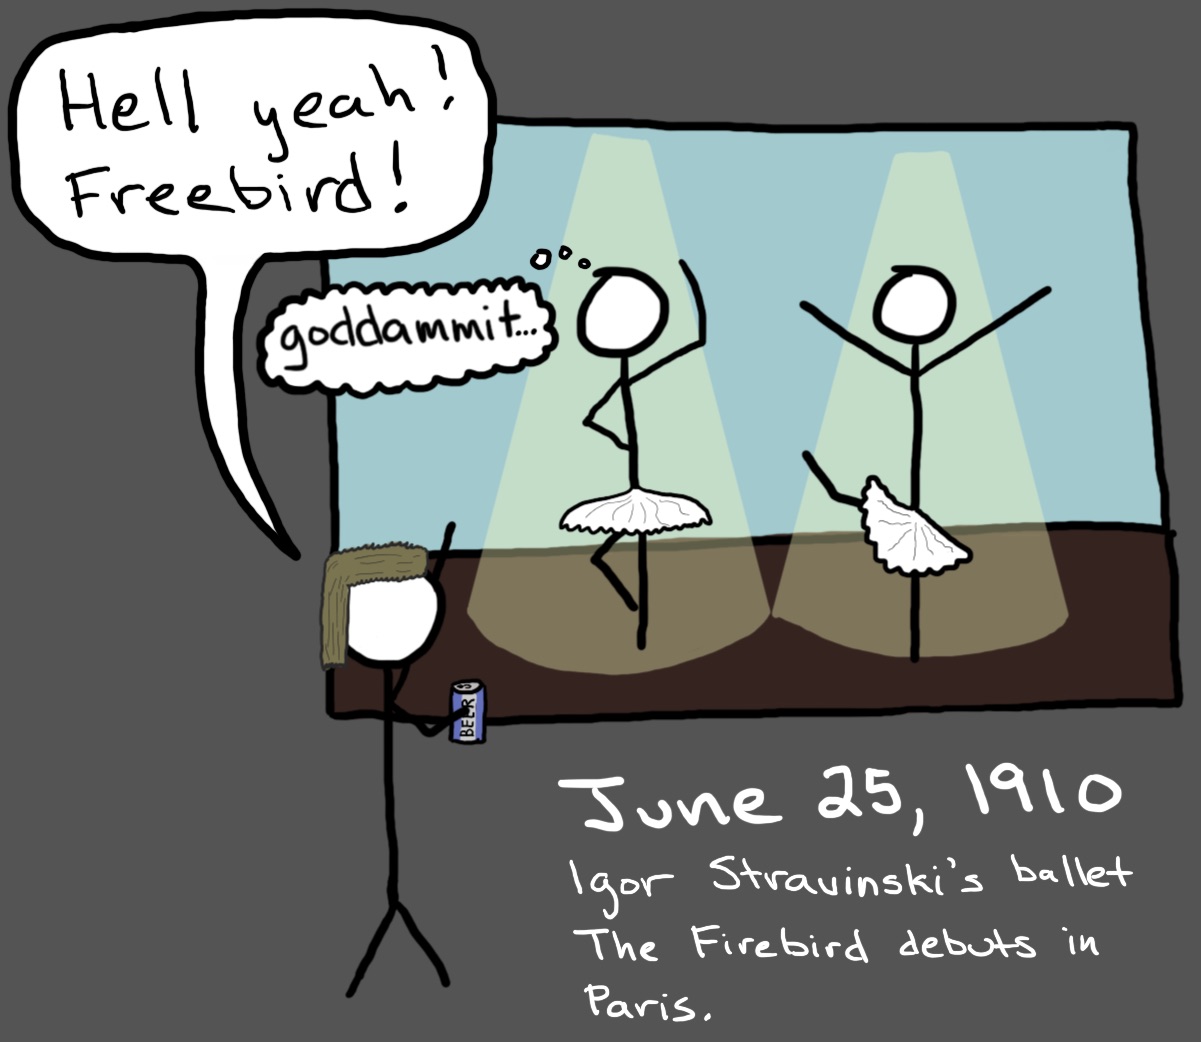 Hell yeah!
Freebird!
goddammit...
BEER
June 25, 1910
Igor Stravinski's ballet
The Firebird debuts in
Paris.